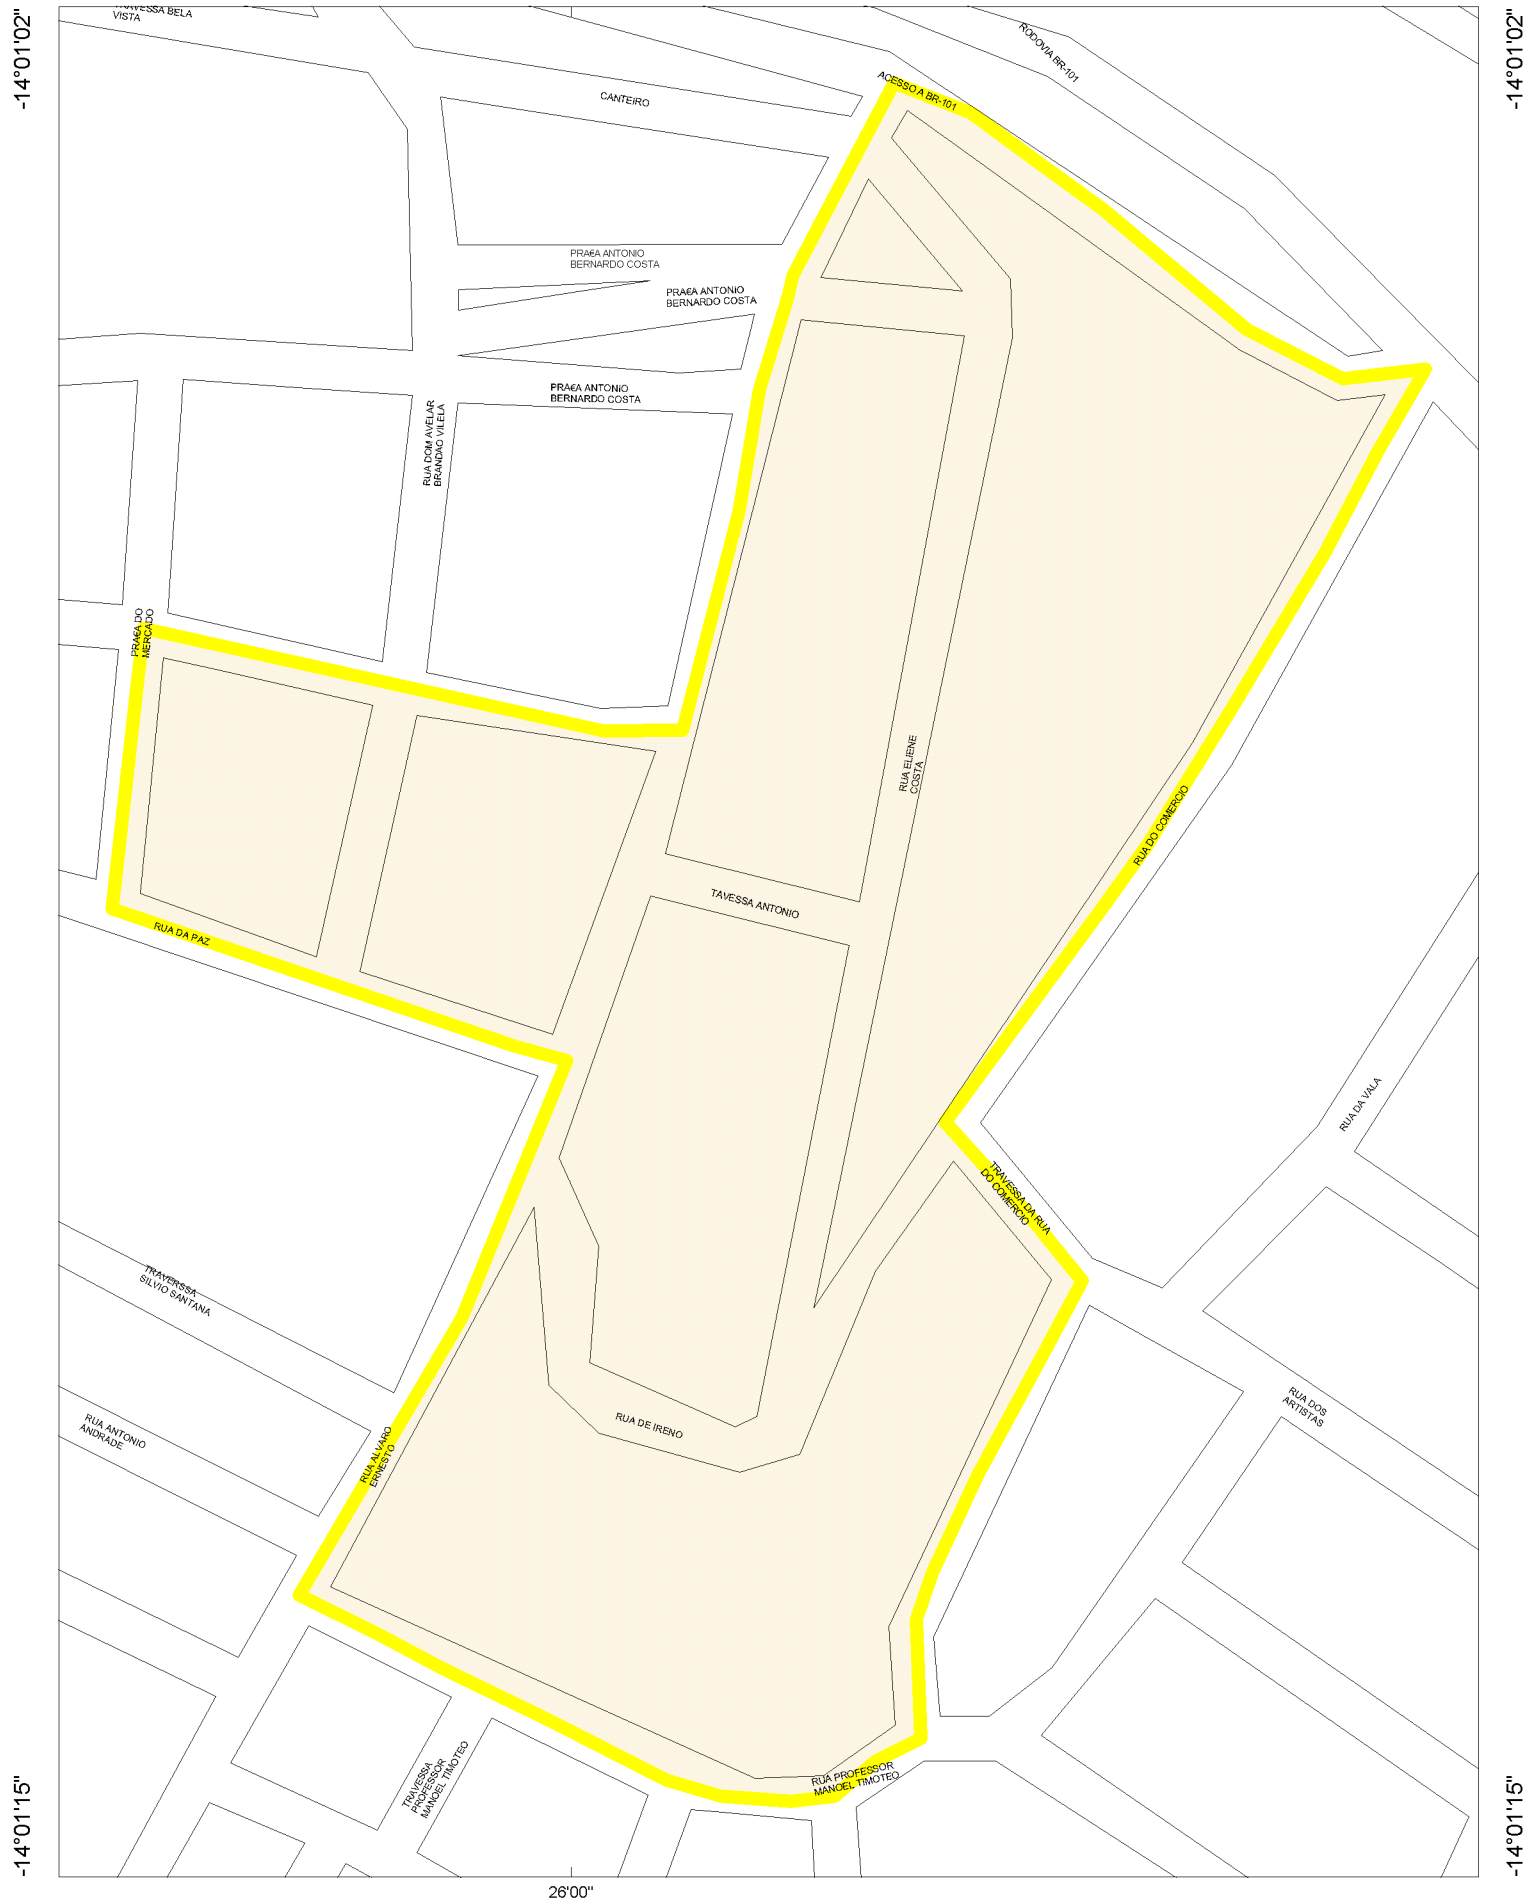 -14°01'02"
-14°01'02"
TRAVESSA BELA
VISTA
RODOVIA BR-101
ACESSO A BR-101
CANTEIRO
PRA€A ANTONIO
BERNARDO COSTA
PRA€A ANTONIO
BERNARDO COSTA
PRA€A ANTONIO
BERNARDO COSTA
RUA DOM AVELAR
BRANDAO VILELA
PRA€A DO
MERCADO
RUA ELIENE
COSTA
RUA DO COMERCIO
TAVESSA ANTONIO
RUA DA PAZ
RUA DA VALA
TRAVESSA DA RUA
DO COMERCIO
TRAVERSSA
SILVIO SANTANA
RUA DOS
ARTISTAS
RUA DE IRENO
RUA ANTONIO
ANDRADE
RUA ALVARO
ERNESTO
TRAVESSA
PROFESSOR
MANOEL TIMOTEO
RUA PROFESSOR
MANOEL TIMOTEO
-14°01'15"
-14°01'15"
26'00"